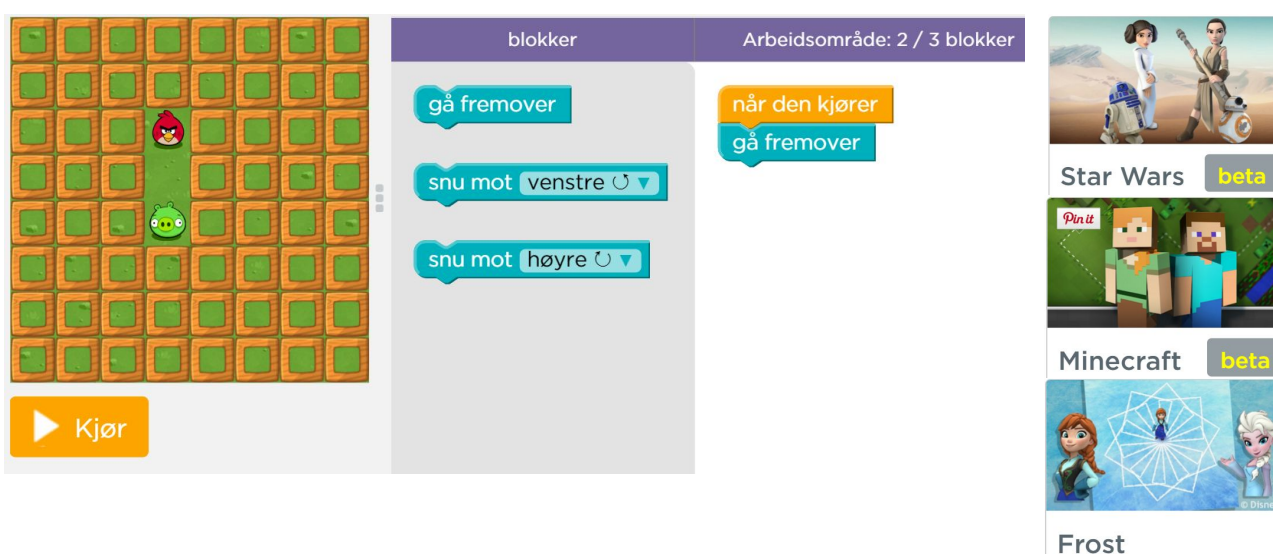 blokker
Arbeidsområde: 2 / 3 blokker
gå fremover
snu mot venstre
snu mot høyre
når den kjører
gå fremover
Kjør
Star Wars beta
Pin it
Minecraft beta
© Disney
Frost